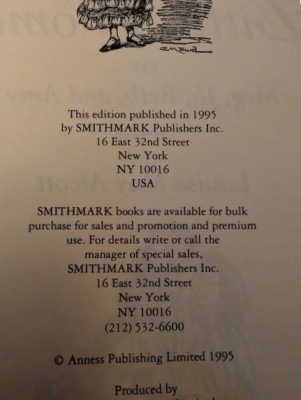 This edition published in 1995
by SMITHMARK Publishers Inc.
16 East 32nd Street
New York
NY 10016
USA
SMITHMARK books are available for bulk
purchase for sales and promotion and premium
use. For details write or call the
manager of special sales,
SMITHMARK Publishers Inc.
16 East 32nd Street
New York
NY 10016
(212) 532-6600
© Anness Publishing Limited 1995
Produced by